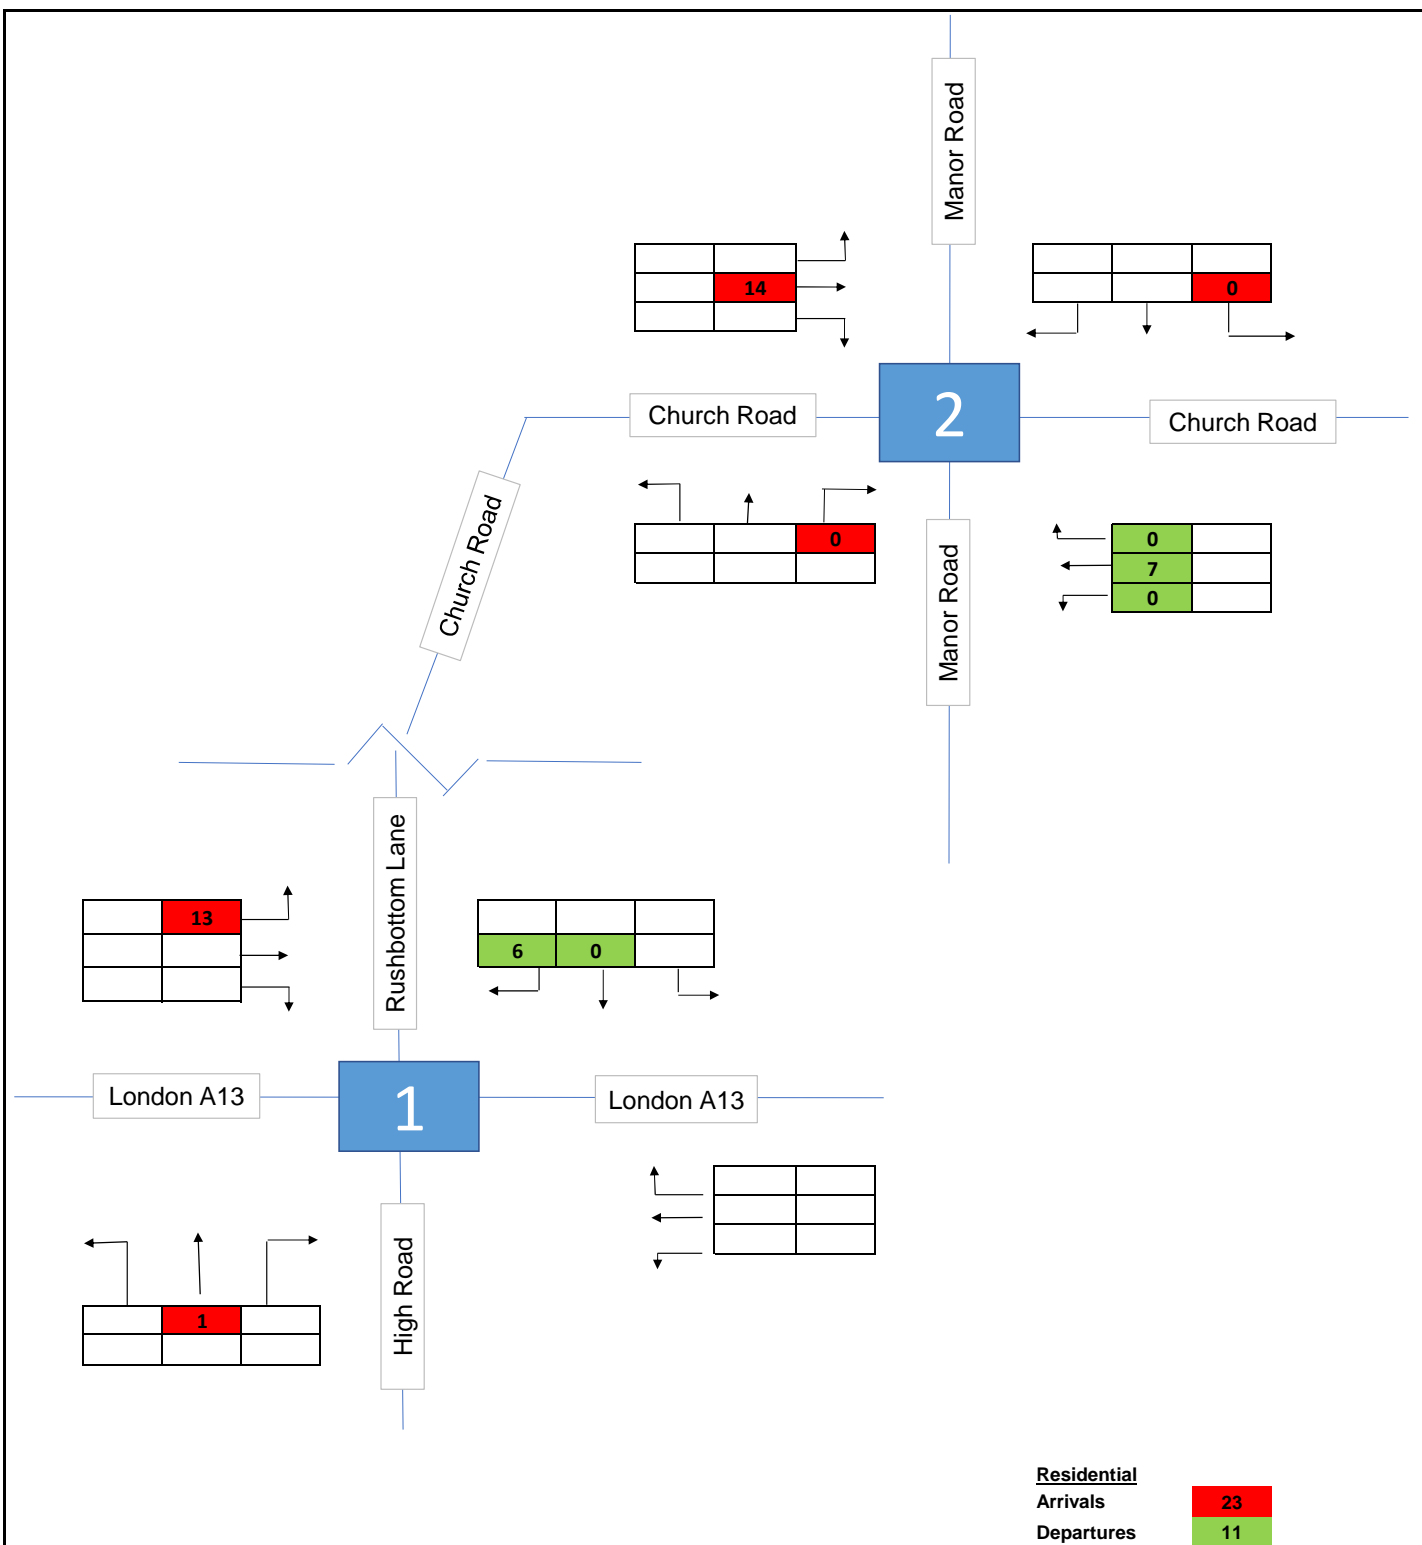 Manor Road
14
0
2
Church Road
Church Road
Church Road
0
Manor Road
0
7
0
Rushbottom Lane
13
6 0
London A13
1
London A13
High Road
1
Residential
Arrivals 23
Departures 11